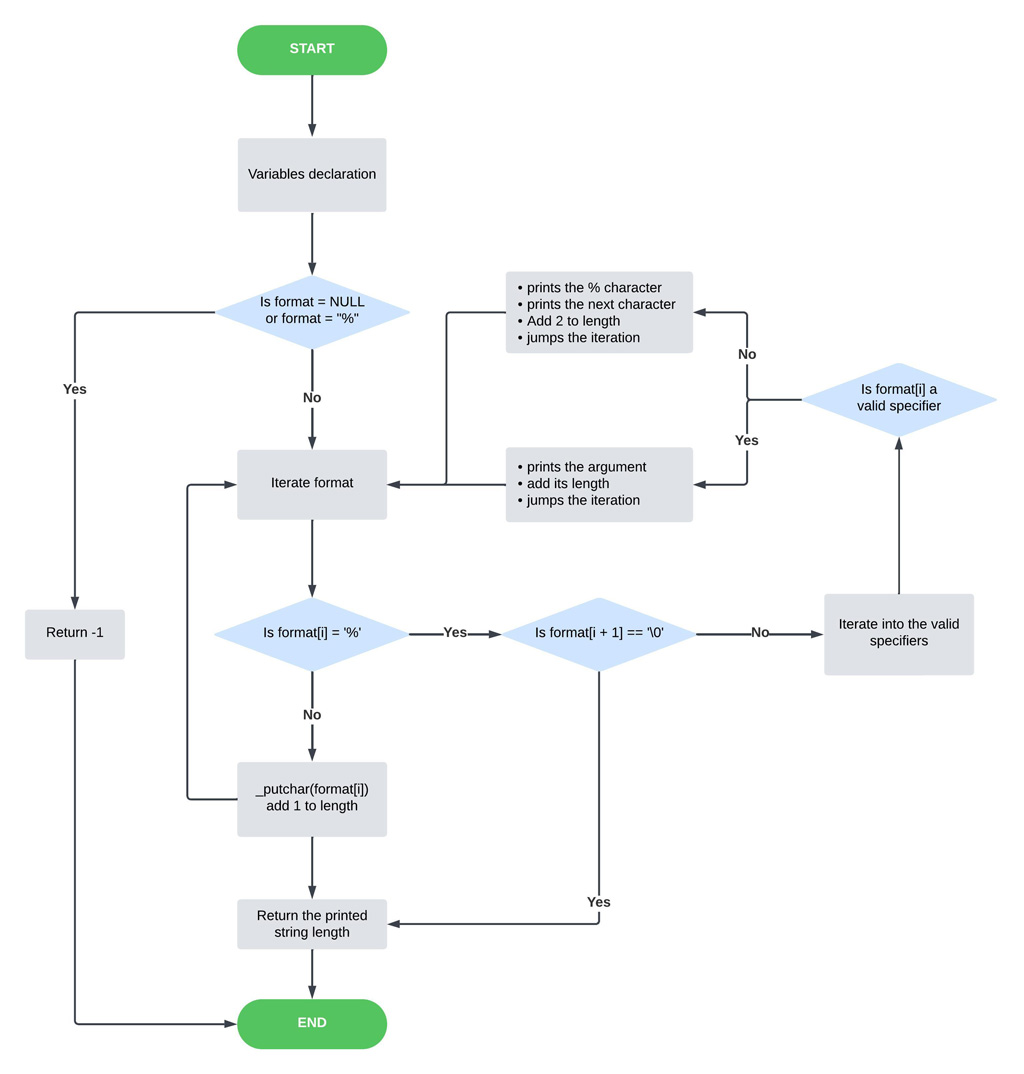 START
Variables declaration
Is format = NULL
or format = "%"
Yes
No
• prints the % character
• prints the next character
• Add 2 to length
• jumps the iteration
No
Is format[i] a
valid specifier
Yes
Iterate format
• prints the argument
• add its length
• jumps the iteration
Return -1
Is format[i] = '%'
Yes
Is format[i + 1] == '\0'
No
Iterate into the valid
specifiers
No
_putchar(format[i])
add 1 to length
Yes
Return the printed
string length
END